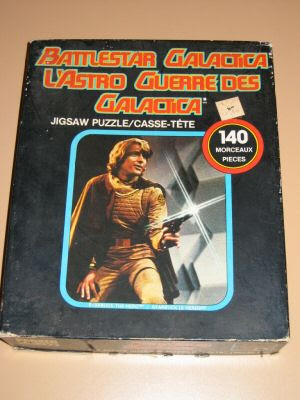 BATTLESTAR GALACTICA
L'ASTRO GUERRE DES
GALACTICA
JIGSAW PUZZLE/CASSE-TÊTE
140
MORCEAUX
PIECES